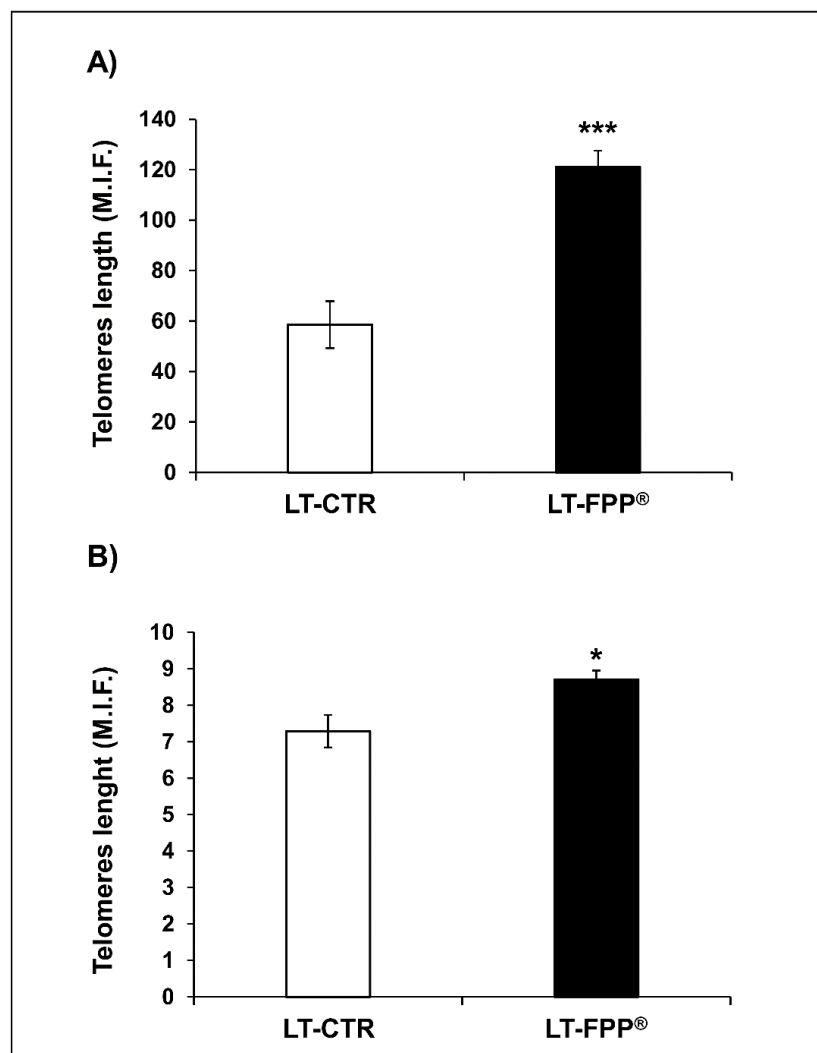 A)
Telomeres length (M.I.F.)
140
120
100
80
60
40
20
0
***
LT-CTR
LT-FPP®
B)
Telomeres lenght (M.I.F.)
10
9
8
7
6
5
4
3
2
1
0
*
LT-CTR
LT-FPP®